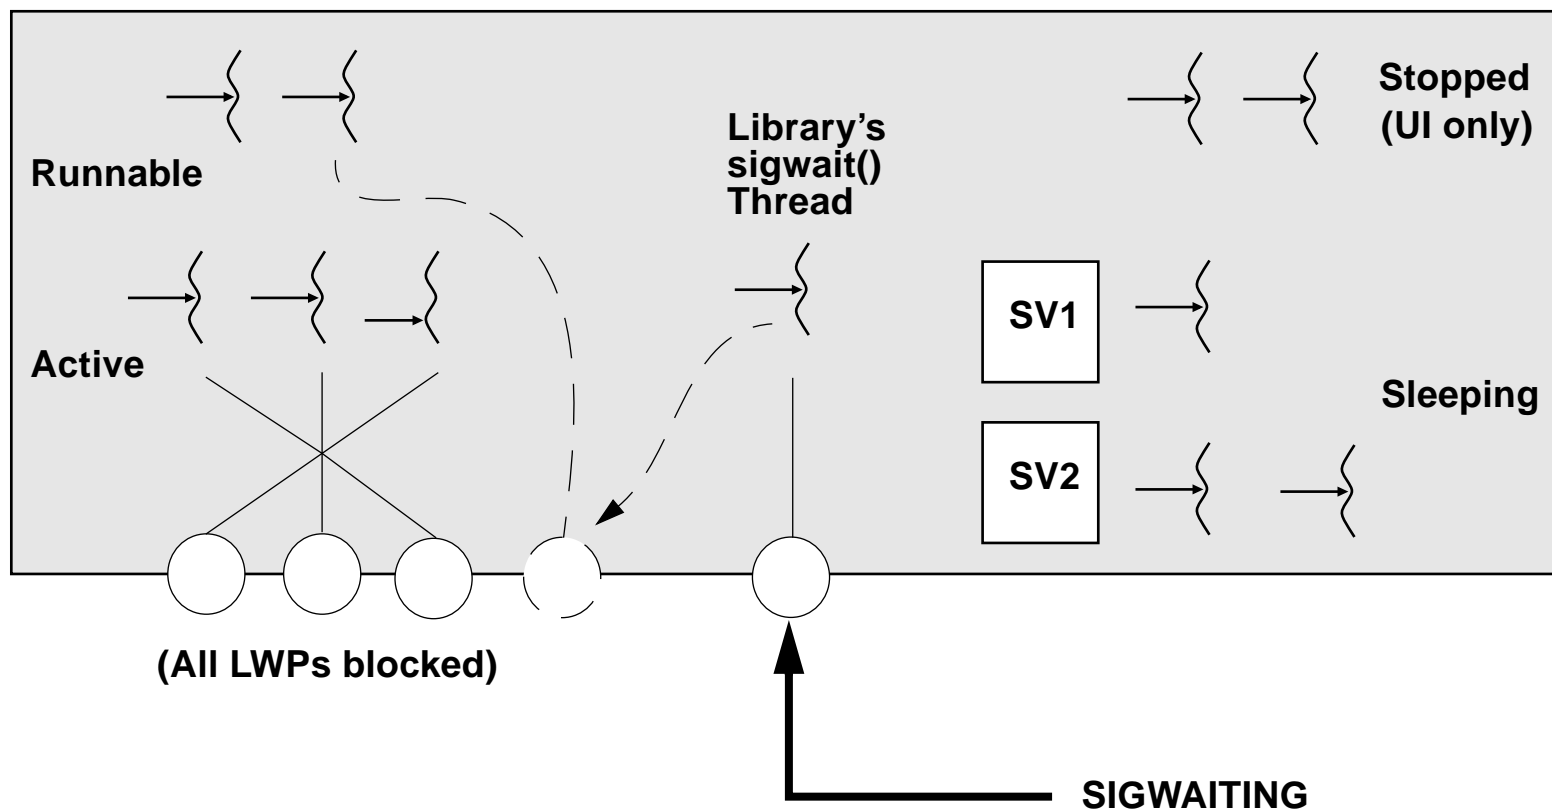 Stopped
(UI only)
Library’s
sigwait()
Thread
Runnable
Active
SV1
Sleeping
SV2
(All LWPs blocked)
SIGWAITING